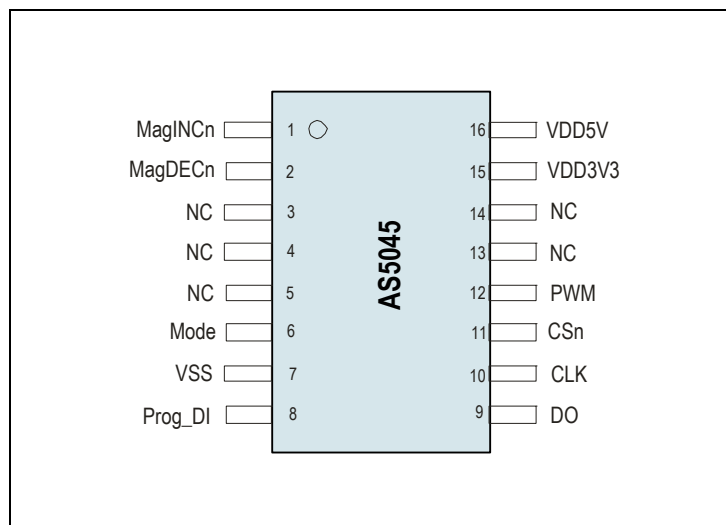 MagINCn 1 16 VDD5V
MagDECn 2 15 VDD3V3
NC 3 14 NC
NC 4 13 NC
NC 5 12 PWM
Mode 6 11 CSn
VSS 7 10 CLK
Prog_DI 8 9 DO
AS5045